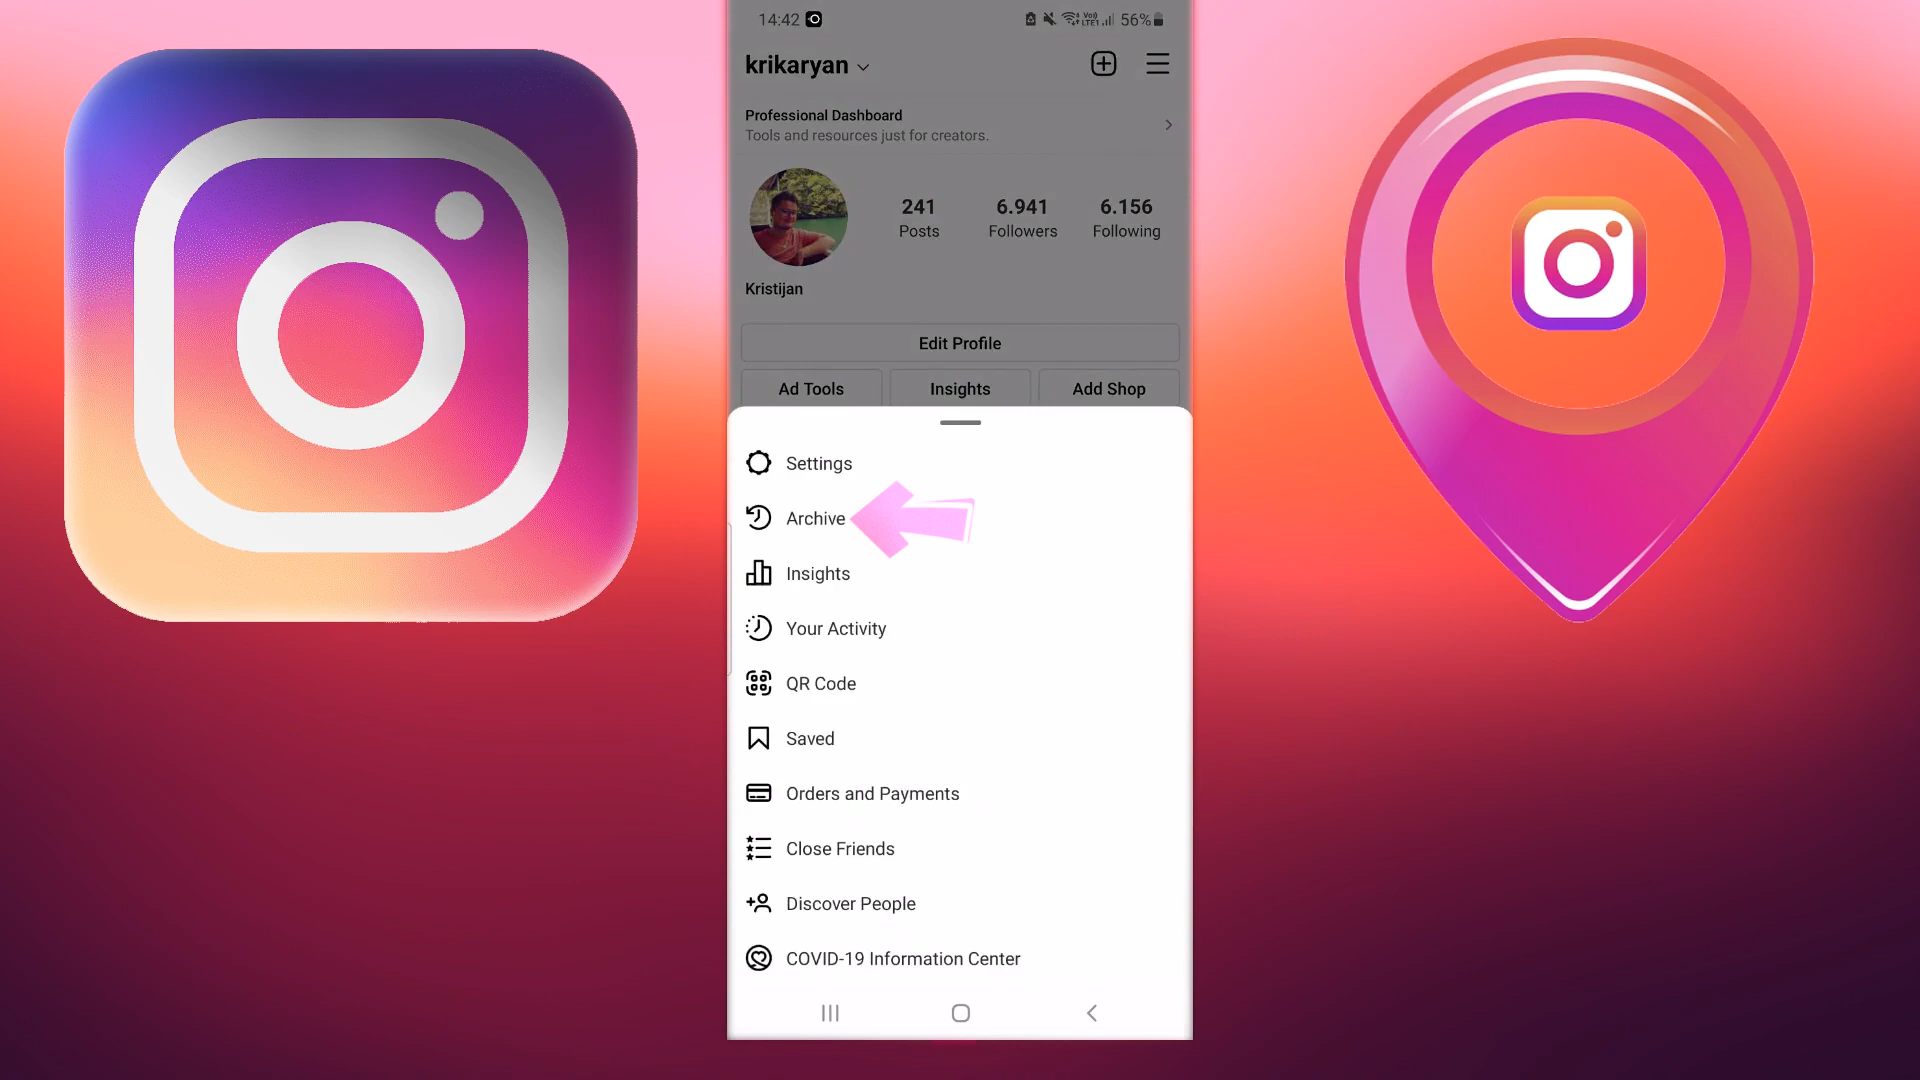 14:42
56%
krikaryan
Professional Dashboard
Tools and resources just for creators.
241 6.941 6.156
Posts Followers Following
Kristijan
Edit Profile
Ad Tools Insights Add Shop
Settings
Archive
Insights
Your Activity
QR Code
Saved
Orders and Payments
Close Friends
Discover People
COVID-19 Information Center